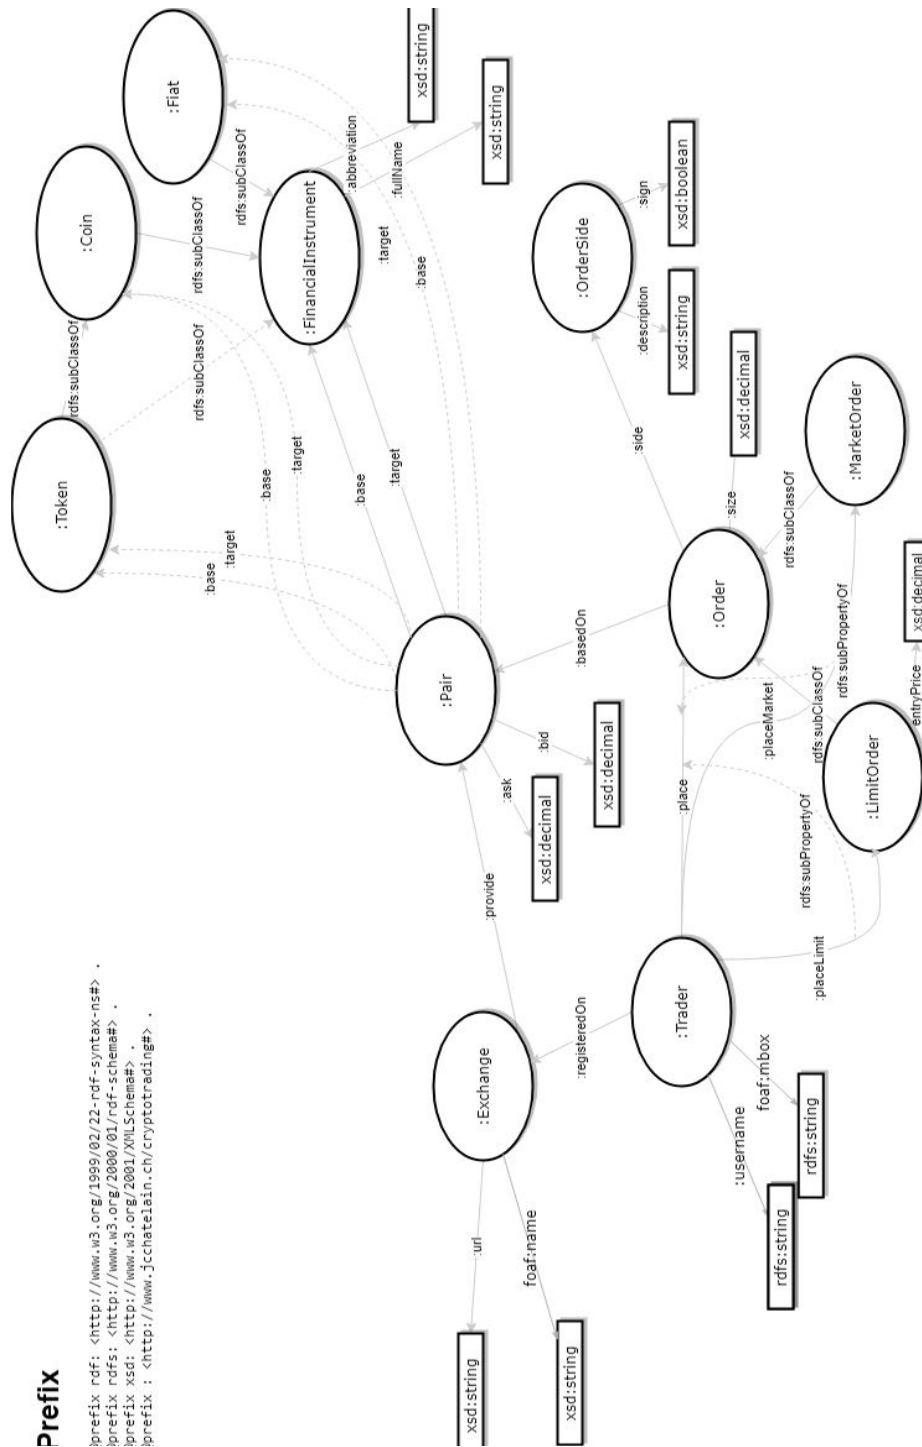 Prefix
@prefix rdf: <http://www.w3.org/1999/02/22-rdf-syntax-ns#> .
@prefix rdfs: <http://www.w3.org/2000/01/rdf-schema#> .
@prefix xsd: <http://www.w3.org/2001/XMLSchema#> .
@prefix : <http://www.jcchatelain.ch/cryptotrading#> .
:Token
:Coin
:Fiat
rdfs:subClassOf
rdfs:subClassOf
rdfs:subClassOf
rdfs:subClassOf
:FinancialInstrument
:abbreviation
xsd:string
:fullName
xsd:string
:base
:target
:base
:target
:base
:target
:target
:base
:Pair
:ask
xsd:decimal
:bid
xsd:decimal
:provide
:basedOn
:Exchange
:url
xsd:string
foaf:name
xsd:string
:registeredOn
:Trader
:username
rdfs:string
foaf:mbox
rdfs:string
:place
:placeMarket
:placeLimit
rdfs:subPropertyOf
rdfs:subPropertyOf
:Order
:side
:size
xsd:decimal
:OrderSide
:description
xsd:string
:sign
xsd:boolean
rdfs:subClassOf
rdfs:subClassOf
:MarketOrder
:LimitOrder
entryPrice
xsd:decimal